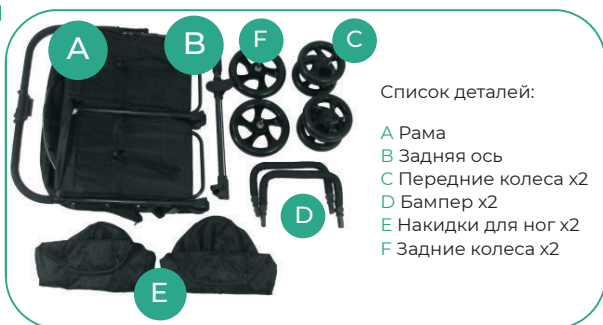 A
B
F
C
D
E
Список деталей:
A Рама
B Задняя ось
C Передние колеса x2
D Бампер x2
E Накидки для ног x2
F Задние колеса x2